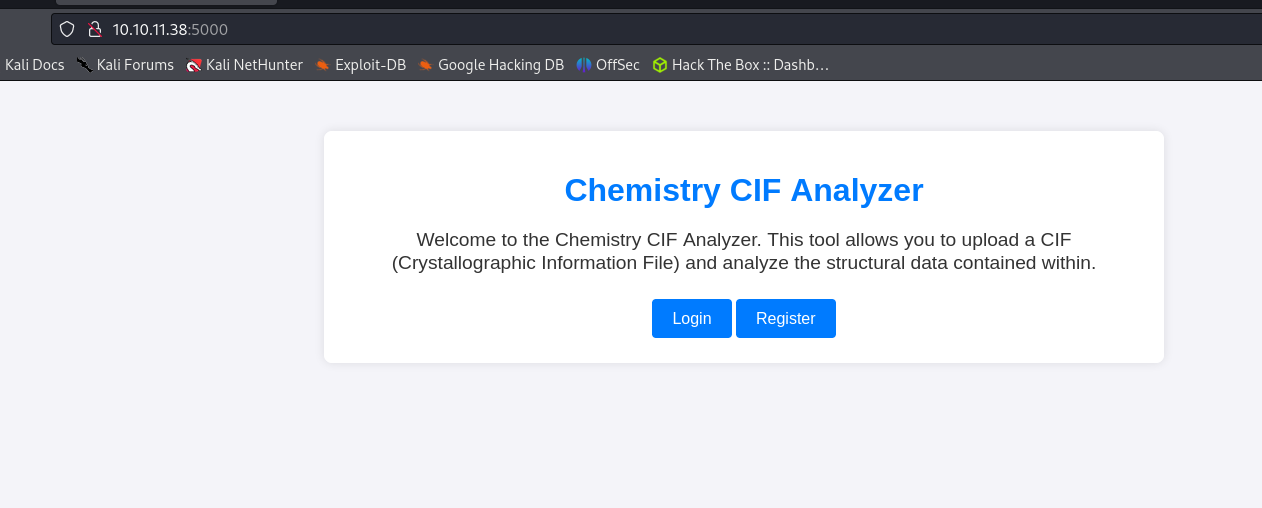 10.10.11.38:5000
Kali Docs Kali Forums Kali NetHunter Exploit-DB Google Hacking DB OffSec Hack The Box :: Dashb…
Chemistry CIF Analyzer
Welcome to the Chemistry CIF Analyzer. This tool allows you to upload a CIF
(Crystallographic Information File) and analyze the structural data contained within.
Login Register